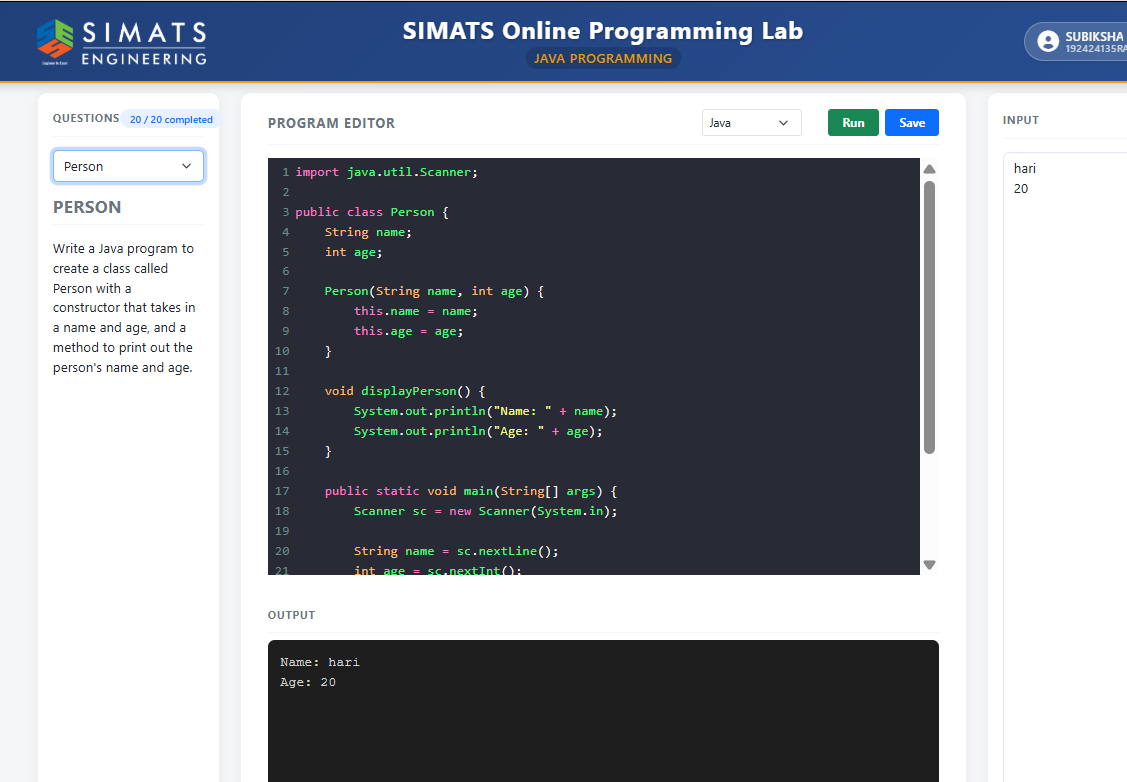 SIMATS
ENGINEERING
Engineer To Excel
SIMATS Online Programming Lab
JAVA PROGRAMMING
SUBIKSHA
192424135RA
QUESTIONS
20 / 20 completed
Person
PERSON
Write a Java program to
create a class called
Person with a
constructor that takes in
a name and age, and a
method to print out the
person's name and age.
PROGRAM EDITOR
Java
Run
Save
1 import java.util.Scanner;
2
3 public class Person {
4     String name;
5     int age;
6
7     Person(String name, int age) {
8         this.name = name;
9         this.age = age;
10     }
11
12     void displayPerson() {
13         System.out.println("Name: " + name);
14         System.out.println("Age: " + age);
15     }
16
17     public static void main(String[] args) {
18         Scanner sc = new Scanner(System.in);
19
20         String name = sc.nextLine();
21         int age = sc.nextInt();
OUTPUT
Name: hari
Age: 20
INPUT
hari
20